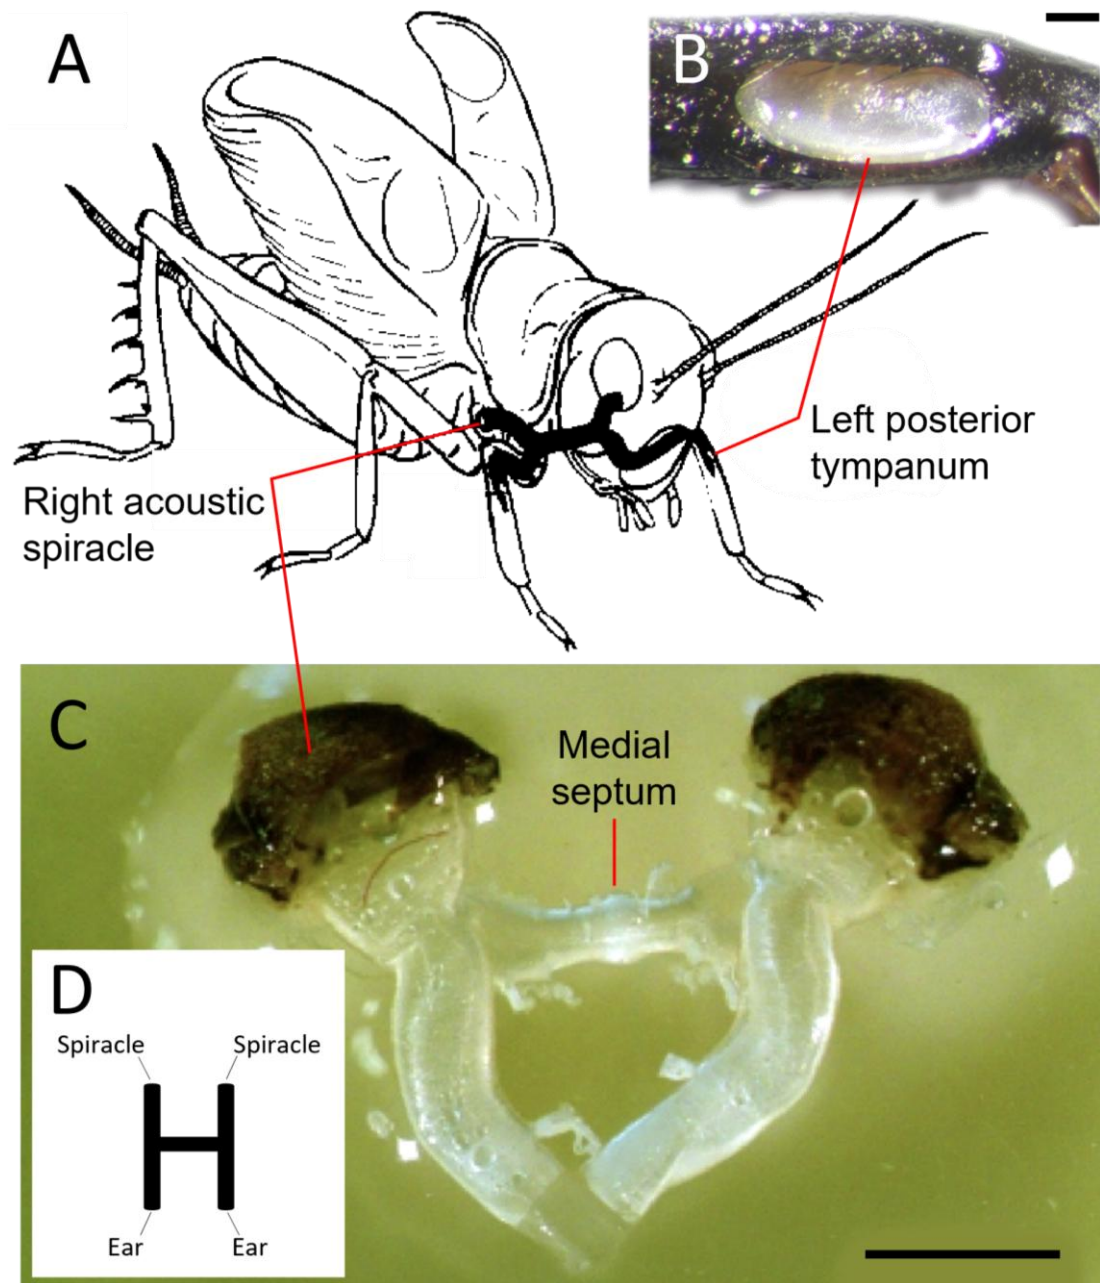 A
B
Left posterior
tympanum
Right acoustic
spiracle
C
Medial
septum
D
Spiracle
Spiracle
Ear
Ear